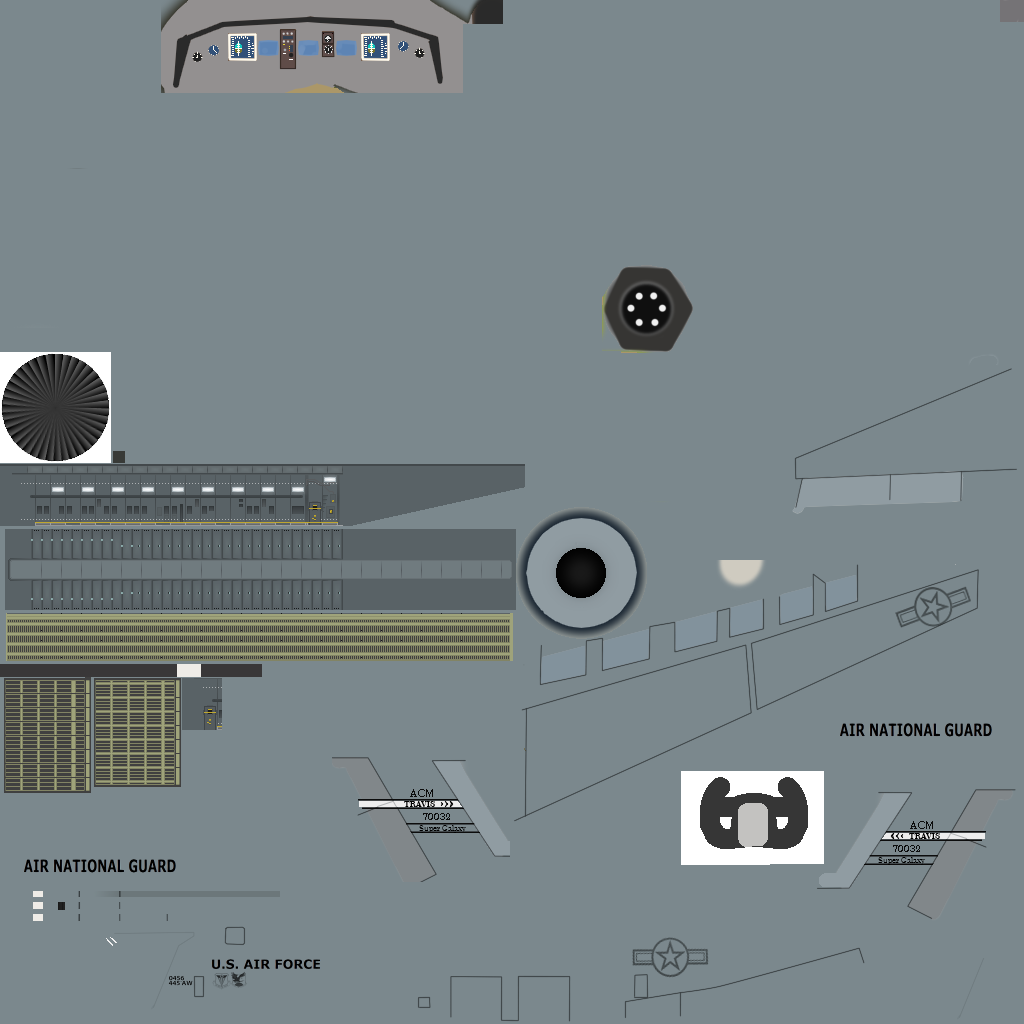 AIR NATIONAL GUARD
ACM
TRAVIS >>>
70032
Super Galaxy
ACM
<<< TRAVIS
70032
Super Galaxy
AIR NATIONAL GUARD
U.S. AIR FORCE
0456
445 AW